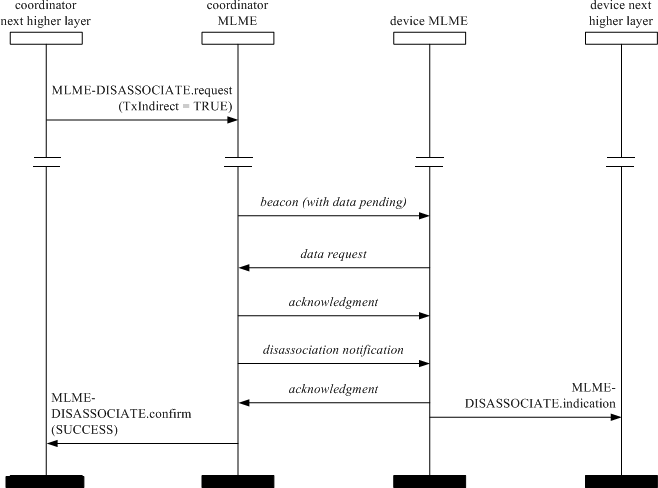 coordinator
next higher layer
coordinator
MLME
device MLME
device next
higher layer
MLME-DISASSOCIATE.request
(TxIndirect = TRUE)
beacon (with data pending)
data request
acknowledgment
disassociation notification
acknowledgment
MLME-
DISASSOCIATE.indication
MLME-
DISASSOCIATE.confirm
(SUCCESS)